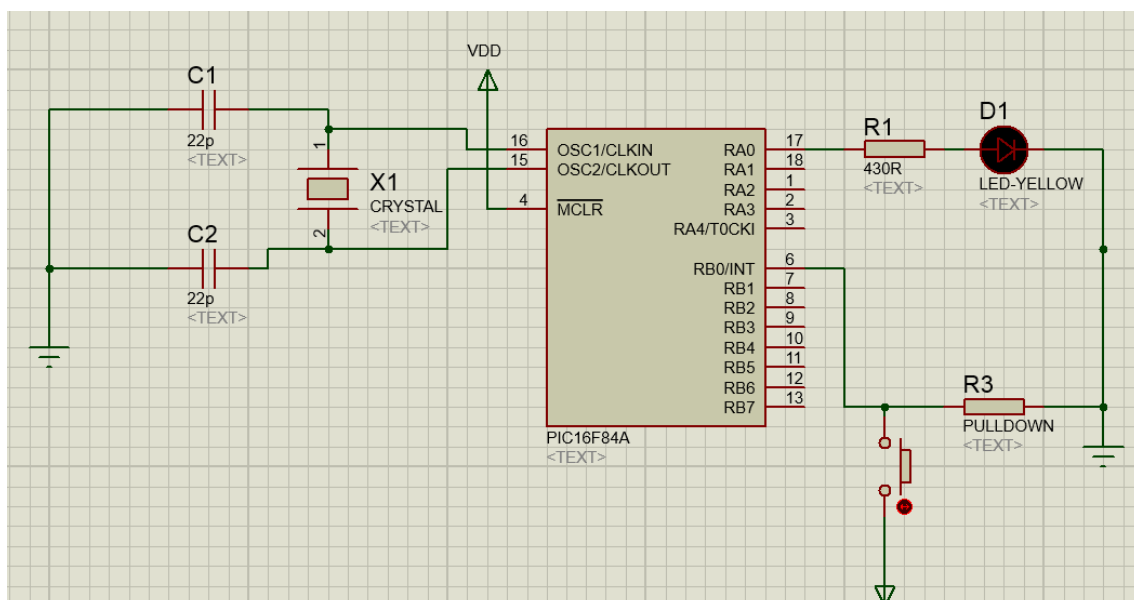 VDD
C1
22p
<TEXT>
1
X1
CRYSTAL
<TEXT>
2
C2
22p
<TEXT>
16
15
4
OSC1/CLKIN
OSC2/CLKOUT
MCLR
RA0
RA1
RA2
RA3
RA4/T0CKI
RB0/INT
RB1
RB2
RB3
RB4
RB5
RB6
RB7
17
18
1
2
3
6
7
8
9
10
11
12
13
PIC16F84A
<TEXT>
R1
430R
<TEXT>
D1
LED-YELLOW
<TEXT>
R3
PULLDOWN
<TEXT>